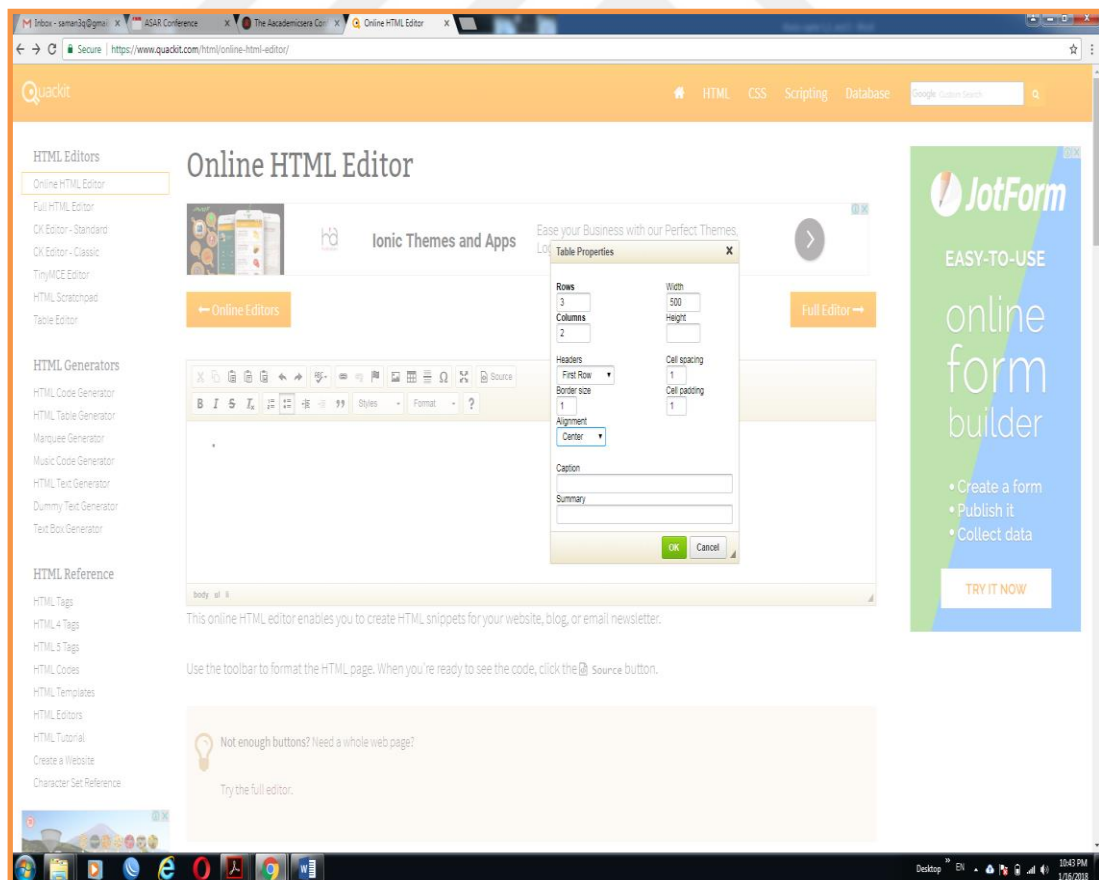 Inbox - saman3q@gmai
ASAR Conference
The Aacademicsera Con
Online HTML Editor
Secure | https://www.quackit.com/html/online-html-editor/
Quackit
HTML CSS Scripting Database
Google Custom Search
HTML Editors
Online HTML Editor
Full HTML Editor
CK Editor - Standard
CK Editor - Classic
TinyMCE Editor
HTML Scratchpad
Table Editor
HTML Generators
HTML Code Generator
HTML Table Generator
Marquee Generator
Music Code Generator
HTML Text Generator
Dummy Text Generator
Text Box Generator
HTML Reference
HTML Tags
HTML 4 Tags
HTML 5 Tags
HTML Codes
HTML Templates
HTML Editors
HTML Tutorial
Create a Website
Character Set Reference
Online HTML Editor
Ionic Themes and Apps
Ease your Business with our Perfect Themes,
← Online Editors
Full Editor →
Source
B I S Ix Styles Format ?
Table Properties X
Rows Width
3 500
Columns Height
2
Headers Cell spacing
First Row 1
Border size Cell padding
1 1
Alignment
Center
Caption
Summary
OK Cancel
body ul li
This online HTML editor enables you to create HTML snippets for your website, blog, or email newsletter.
Use the toolbar to format the HTML page. When you're ready to see the code, click the Source button.
Not enough buttons? Need a whole web page?
Try the full editor.
JotForm
EASY-TO-USE
online
form
builder
• Create a form
• Publish it
• Collect data
TRY IT NOW
Desktop » EN
10:43 PM
1/16/2018